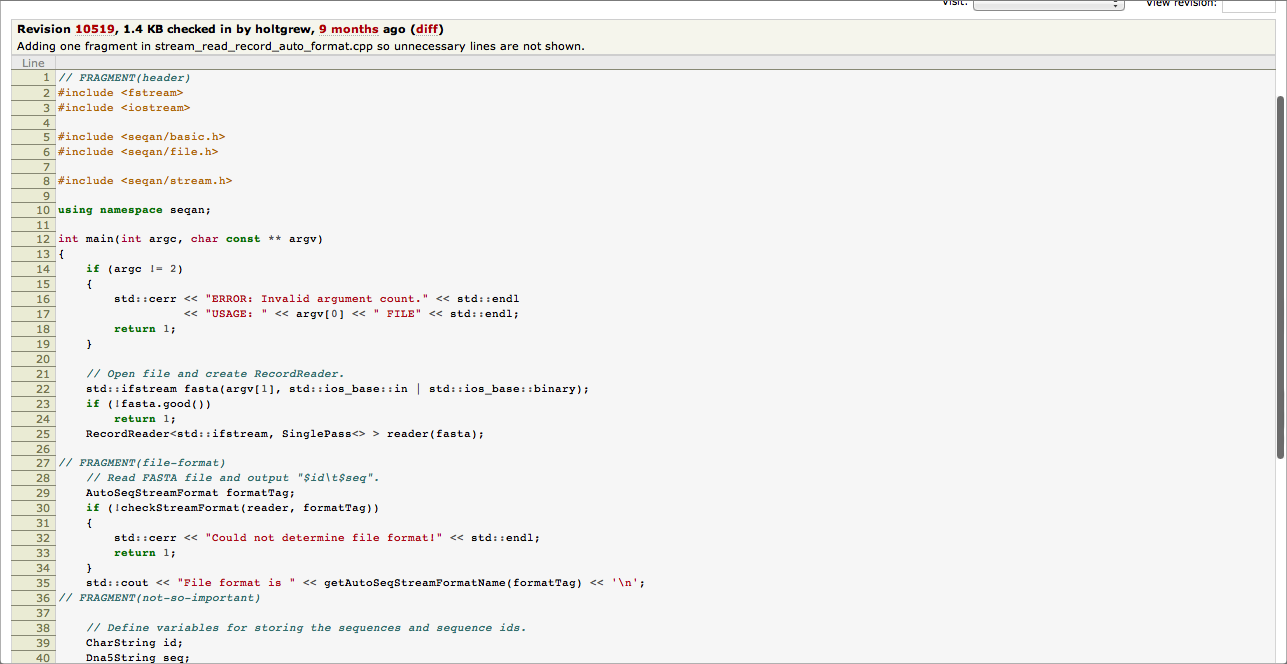 Visit:
View revision:
Revision 10519, 1.4 KB checked in by holtgrew, 9 months ago (diff)
Adding one fragment in stream_read_record_auto_format.cpp so unnecessary lines are not shown.
Line
1 // FRAGMENT(header)
2 #include <fstream>
3 #include <iostream>
4
5 #include <seqan/basic.h>
6 #include <seqan/file.h>
7
8 #include <seqan/stream.h>
9
10 using namespace seqan;
11
12 int main(int argc, char const ** argv)
13 {
14     if (argc != 2)
15     {
16         std::cerr << "ERROR: Invalid argument count." << std::endl
17                   << "USAGE: " << argv[0] << " FILE" << std::endl;
18         return 1;
19     }
20
21     // Open file and create RecordReader.
22     std::ifstream fasta(argv[1], std::ios_base::in | std::ios_base::binary);
23     if (!fasta.good())
24         return 1;
25     RecordReader<std::ifstream, SinglePass<> > reader(fasta);
26
27 // FRAGMENT(file-format)
28     // Read FASTA file and output "$id\t$seq".
29     AutoSeqStreamFormat formatTag;
30     if (!checkStreamFormat(reader, formatTag))
31     {
32         std::cerr << "Could not determine file format!" << std::endl;
33         return 1;
34     }
35     std::cout << "File format is " << getAutoSeqStreamFormatName(formatTag) << '\n';
36 // FRAGMENT(not-so-important)
37
38     // Define variables for storing the sequences and sequence ids.
39     CharString id;
40     Dna5String seq;